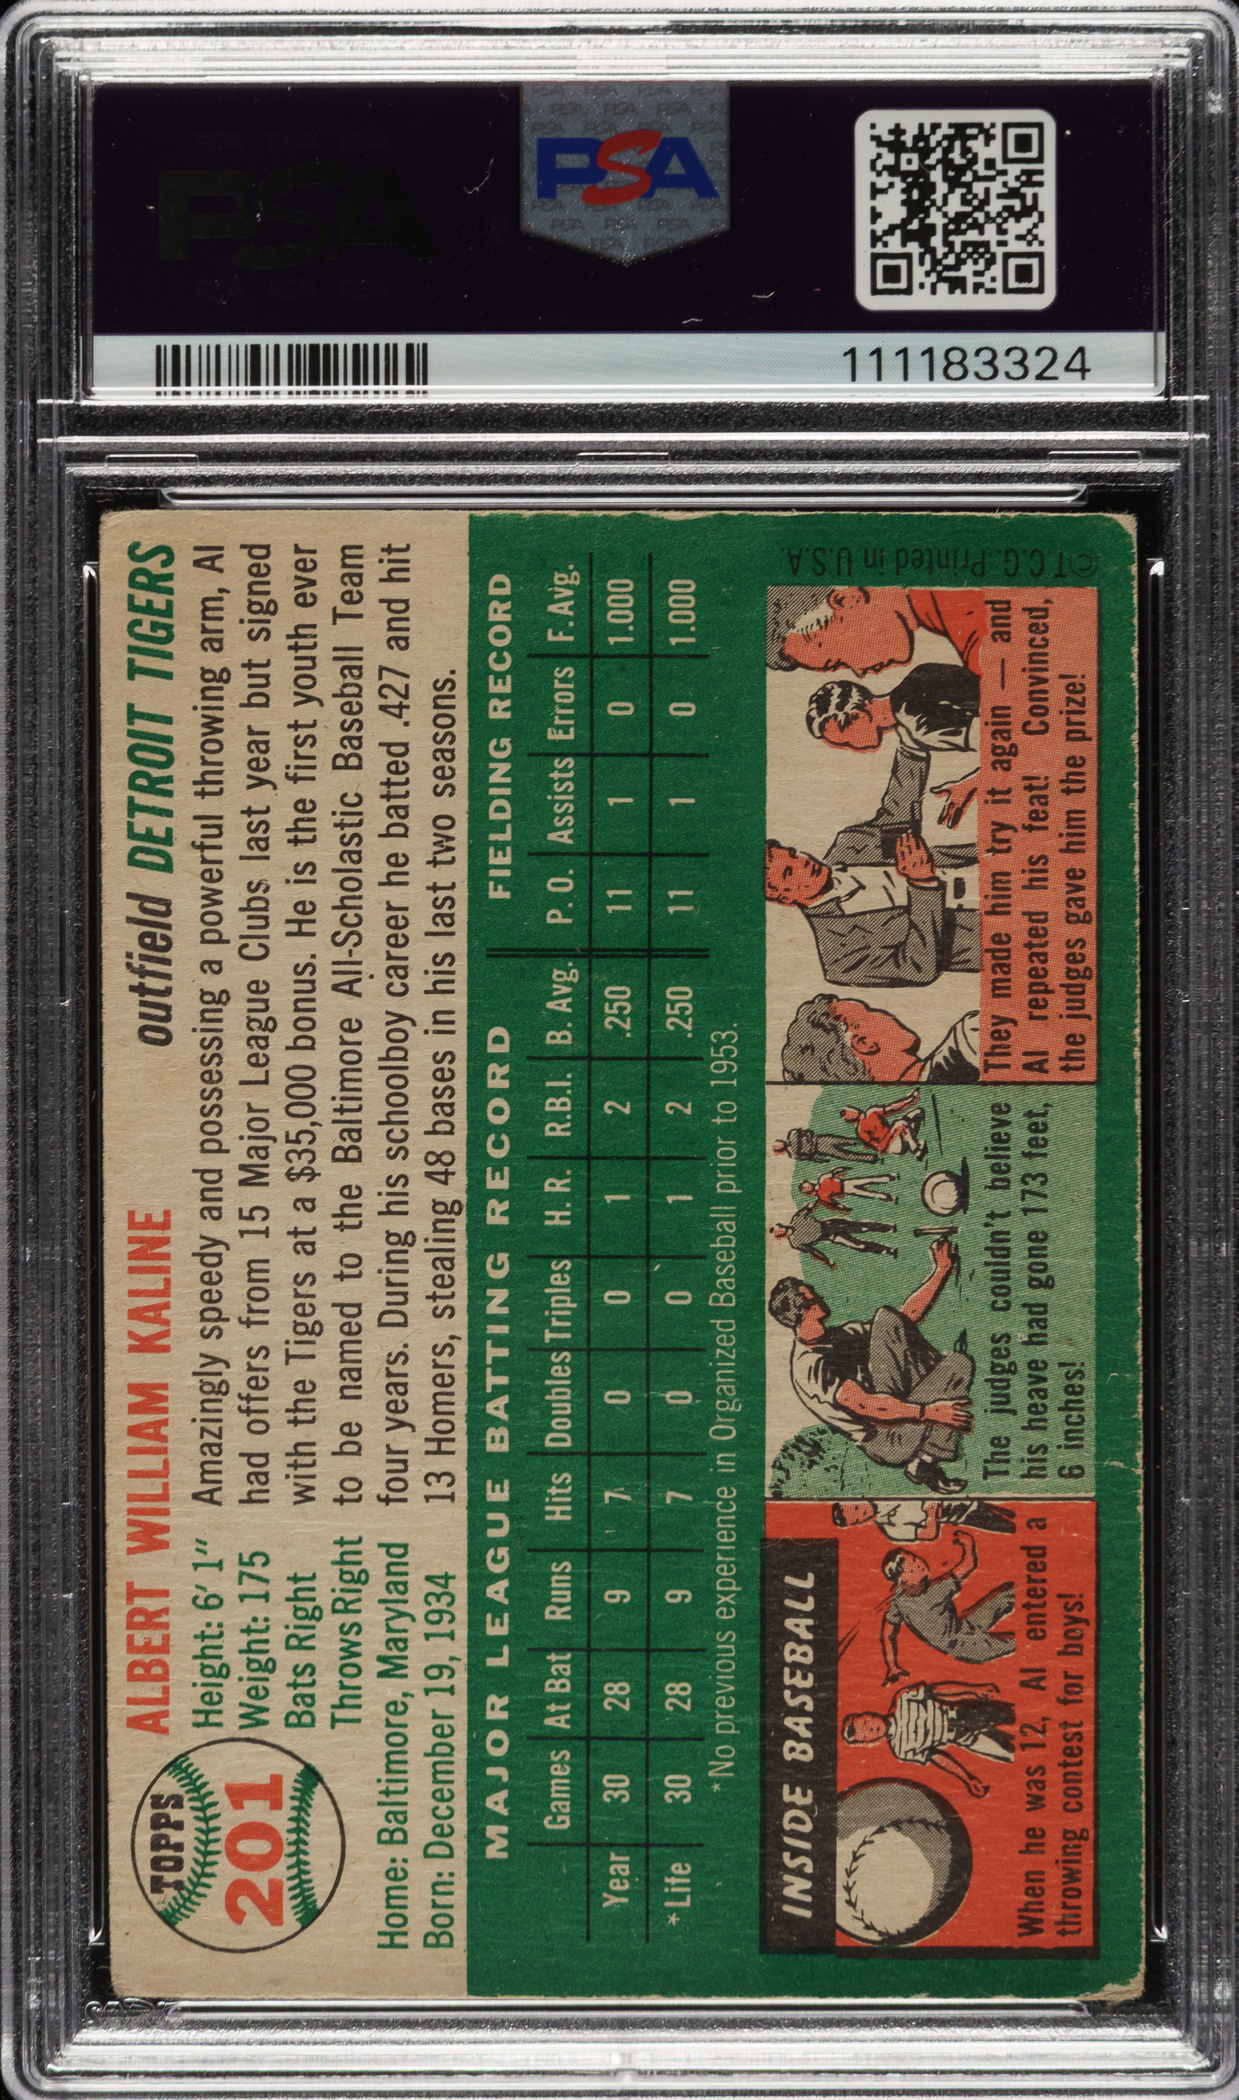 PSA
111183324
TOPPS
201
ALBERT WILLIAM KALINE
outfield DETROIT TIGERS
Height: 6' 1"
Weight: 175
Bats Right
Throws Right
Home: Baltimore, Maryland
Born: December 19, 1934
Amazingly speedy and possessing a powerful throwing arm, Al
had offers from 15 Major League Clubs last year but signed
with the Tigers at a $35,000 bonus. He is the first youth ever
to be named to the Baltimore All-Scholastic Baseball Team
four years. During his schoolboy career he batted .427 and hit
13 Homers, stealing 48 bases in his last two seasons.
MAJOR LEAGUE BATTING RECORD FIELDING RECORD
Games At Bat Runs Hits Doubles Triples H. R. R.B.I. B. Avg. P. O. Assists Errors F. Avg.
Year 30 28 9 7 0 0 1 2 .250 11 1 0 1.000
*Life 30 28 9 7 0 0 1 2 .250 11 1 0 1.000
*No previous experience in Organized Baseball prior to 1953.
INSIDE BASEBALL
When he was 12, Al entered a
throwing contest for boys!
The judges couldn't believe
his heave had gone 173 feet,
6 inches!
They made him try it again — and
Al repeated his feat! Convinced,
the judges gave him the prize!
©T.C.G. Printed in U.S.A.